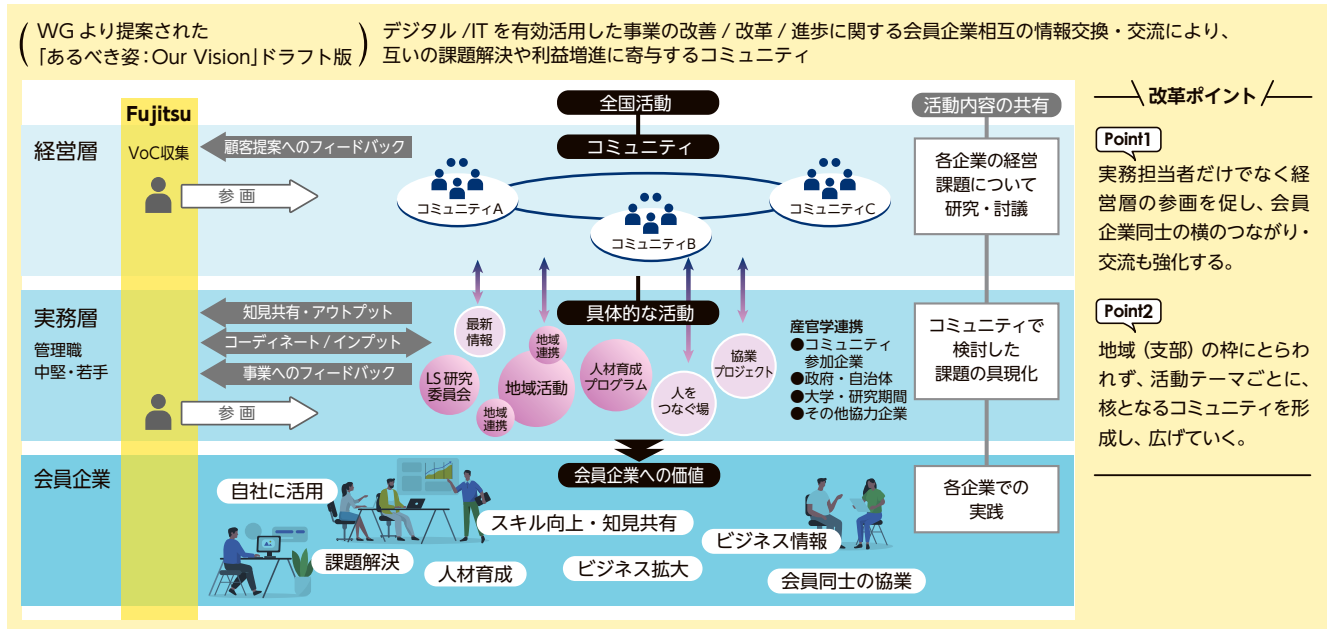 WGより提案された
「あるべき姿：Our Vision」ドラフト版
デジタル/ITを有効活用した事業の改善/改革/進歩に関する会員企業相互の情報交換・交流により、
互いの課題解決や利益増進に寄与するコミュニティ
全国活動
活動内容の共有
Fujitsu
経営層
VoC収集
顧客提案へのフィードバック
参画
コミュニティ
コミュニティA
コミュニティB
コミュニティC
各企業の経営
課題について
研究・討議
実務層
管理職
中堅・若手
知見共有・アウトプット
コーディネート/インプット
事業へのフィードバック
参画
具体的な活動
最新
情報
LS研究
委員会
地域
連携
地域活動
地域
連携
人材育成
プログラム
人を
つなぐ場
協業
プロジェクト
産官学連携
●コミュニティ
参加企業
●政府・自治体
●大学・研究期間
●その他協力企業
コミュニティで
検討した
課題の具現化
会員企業
会員企業への価値
自社に活用
課題解決
人材育成
スキル向上・知見共有
ビジネス拡大
ビジネス情報
会員同士の協業
各企業での
実践
改革ポイント
Point1
実務担当者だけでなく経
営層の参画を促し、会員
企業同士の横のつながり・
交流も強化する。
Point2
地域（支部）の枠にとらわ
れず、活動テーマごとに、
核となるコミュニティを形
成し、広げていく。